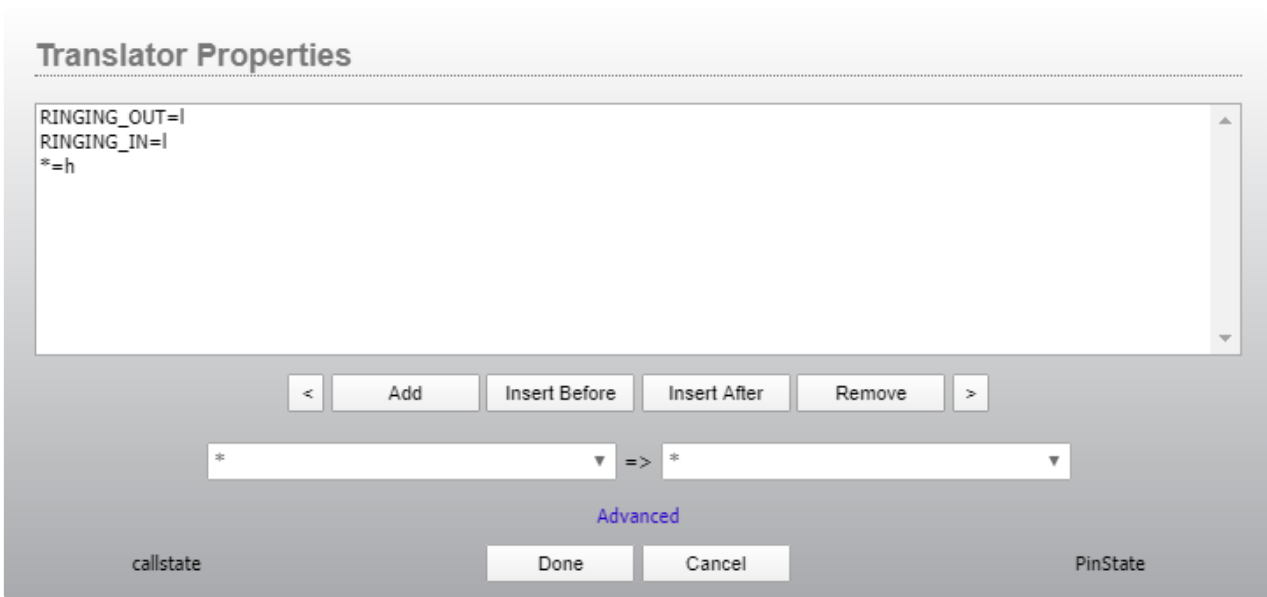 Translator Properties
RINGING_OUT=l
RINGING_IN=l
*=h
< Add Insert Before Insert After Remove >
* => *
Advanced
callstate Done Cancel PinState